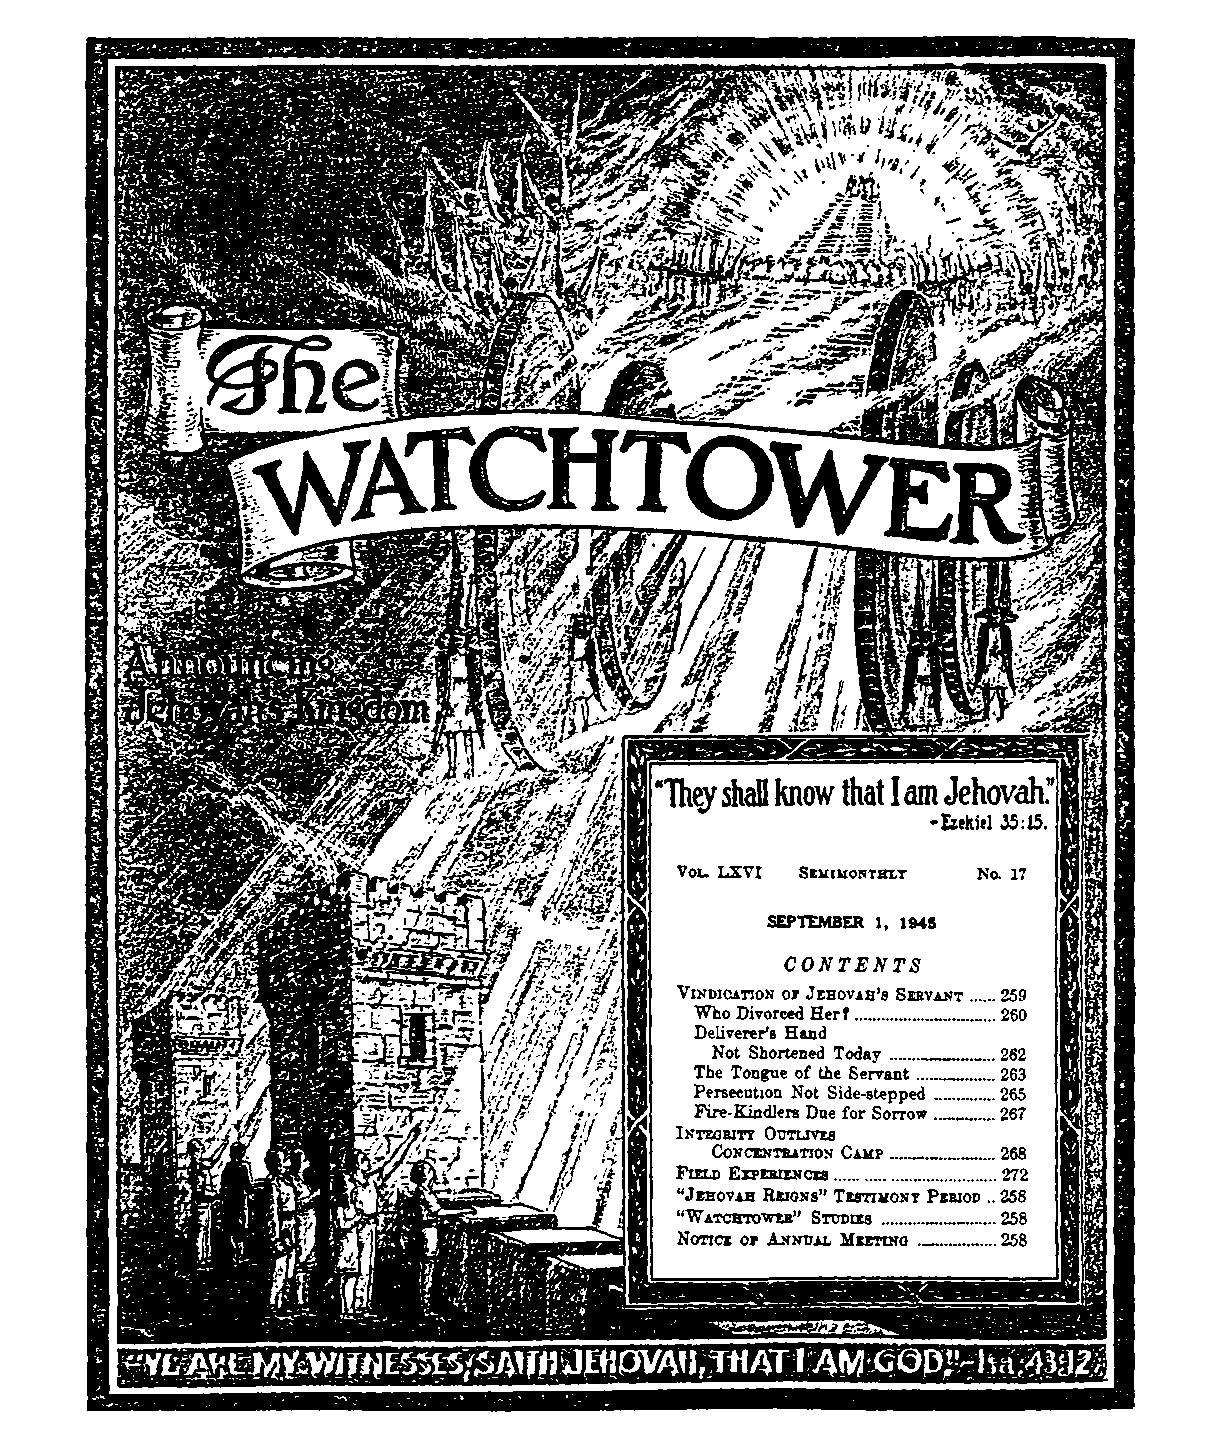 The
WATCHTOWER
Announcing
Jehovah's Kingdom
"They shall know that I am Jehovah."
-Ezekiel 35:15.
VOL. LXVI SEMIMONTHLY No. 17
SEPTEMBER 1, 1945
CONTENTS
VINDICATION OF JEHOVAH'S SERVANT ...... 259
Who Divorced Her? ................................ 260
Deliverer's Hand
Not Shortened Today ........................ 262
The Tongue of the Servant .................. 263
Persecution Not Side-stepped .............. 265
Fire-Kindlers Due for Sorrow .............. 267
INTEGRITY OUTLIVES
CONCENTRATION CAMP ........................ 268
FIELD EXPERIENCES ................................ 272
"JEHOVAH REIGNS" TESTIMONY PERIOD .. 258
"WATCHTOWER" STUDIES .......................... 258
NOTICE OF ANNUAL MEETING .................. 258
"YE ARE MY WITNESSES, SAITH JEHOVAH, THAT I AM GOD."-Isa. 43:12.